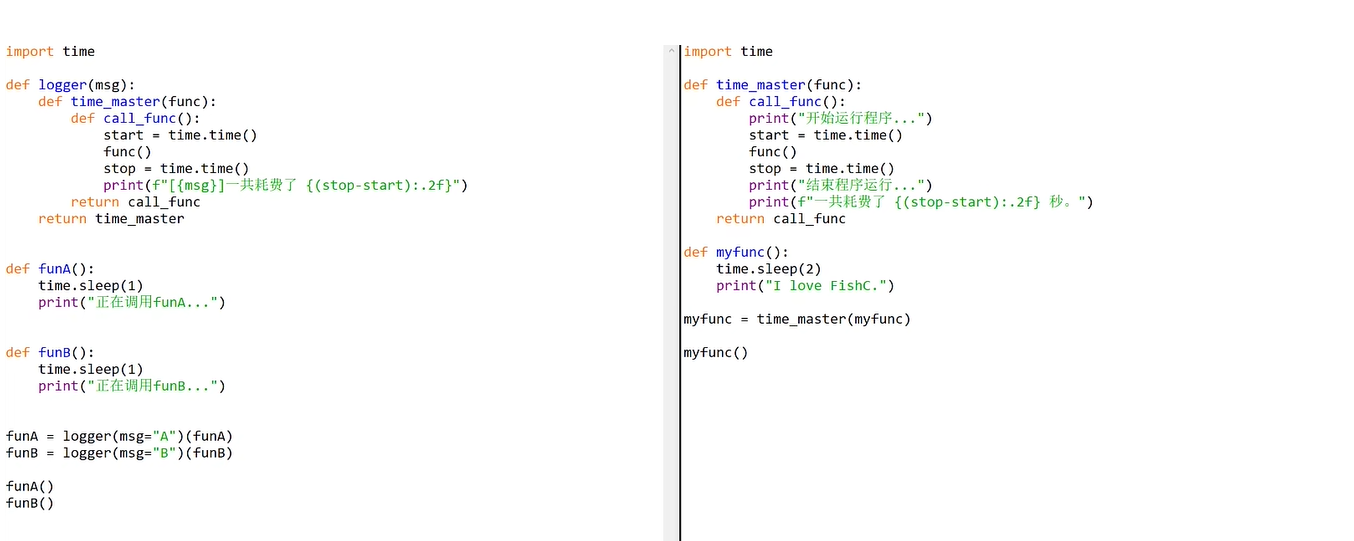 import time
def logger(msg):
    def time_master(func):
        def call_func():
            start = time.time()
            func()
            stop = time.time()
            print(f"[{msg}]一共耗费了 {(stop-start):.2f}")
        return call_func
    return time_master
def funA():
    time.sleep(1)
    print("正在调用funA...")
def funB():
    time.sleep(1)
    print("正在调用funB...")
funA = logger(msg="A")(funA)
funB = logger(msg="B")(funB)
funA()
funB()
import time
def time_master(func):
    def call_func():
        print("开始运行程序...")
        start = time.time()
        func()
        stop = time.time()
        print("结束程序运行...")
        print(f"一共耗费了 {(stop-start):.2f} 秒。")
    return call_func
def myfunc():
    time.sleep(2)
    print("I love FishC.")
myfunc = time_master(myfunc)
myfunc()